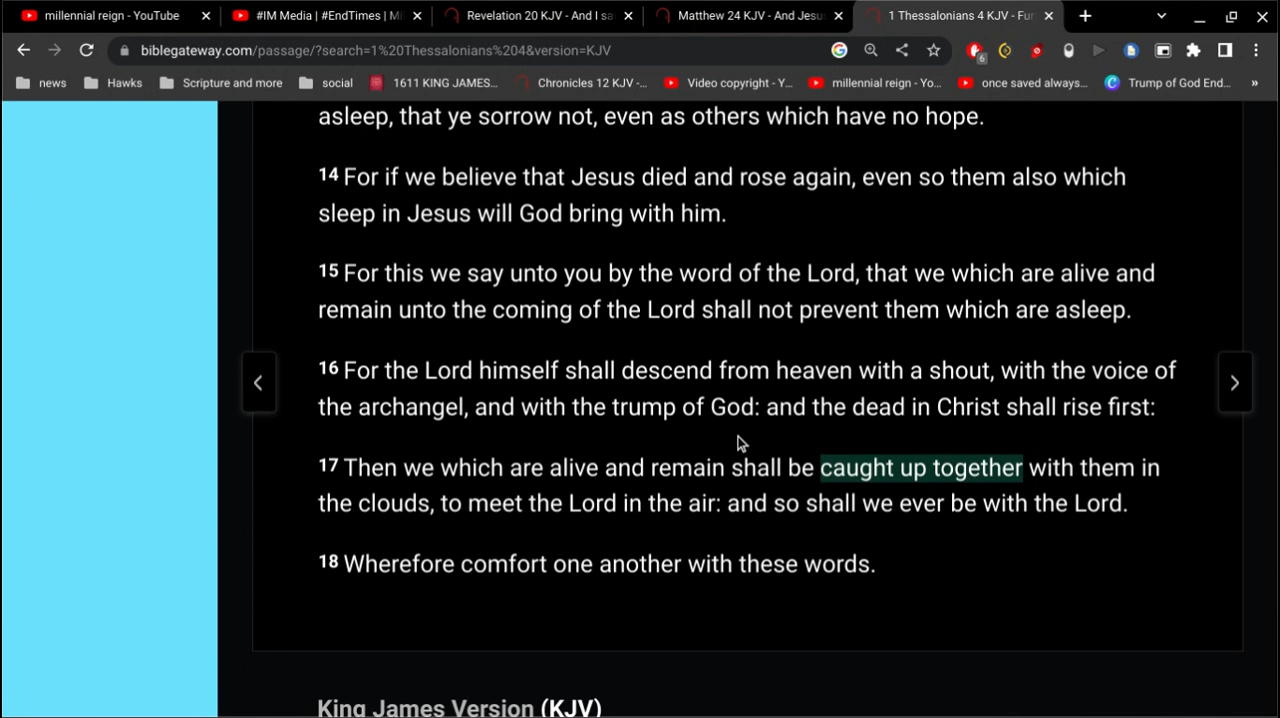 millennial reign - YouTube
#IM Media | #EndTimes | Mi
Revelation 20 KJV - And I sa
Matthew 24 KJV - And Jesu
1 Thessalonians 4 KJV - Fur
biblegateway.com/passage/?search=1%20Thessalonians%204&version=KJV
6
news
Hawks
Scripture and more
social
1611 KING JAMES...
Chronicles 12 KJV -...
Video copyright - Y...
millennial reign - Yo...
once saved always...
Trump of God End...
»
asleep, that ye sorrow not, even as others which have no hope.
14 For if we believe that Jesus died and rose again, even so them also which
sleep in Jesus will God bring with him.
15 For this we say unto you by the word of the Lord, that we which are alive and
remain unto the coming of the Lord shall not prevent them which are asleep.
16 For the Lord himself shall descend from heaven with a shout, with the voice of
the archangel, and with the trump of God: and the dead in Christ shall rise first:
17 Then we which are alive and remain shall be caught up together with them in
the clouds, to meet the Lord in the air: and so shall we ever be with the Lord.
18 Wherefore comfort one another with these words.
King James Version (KJV)